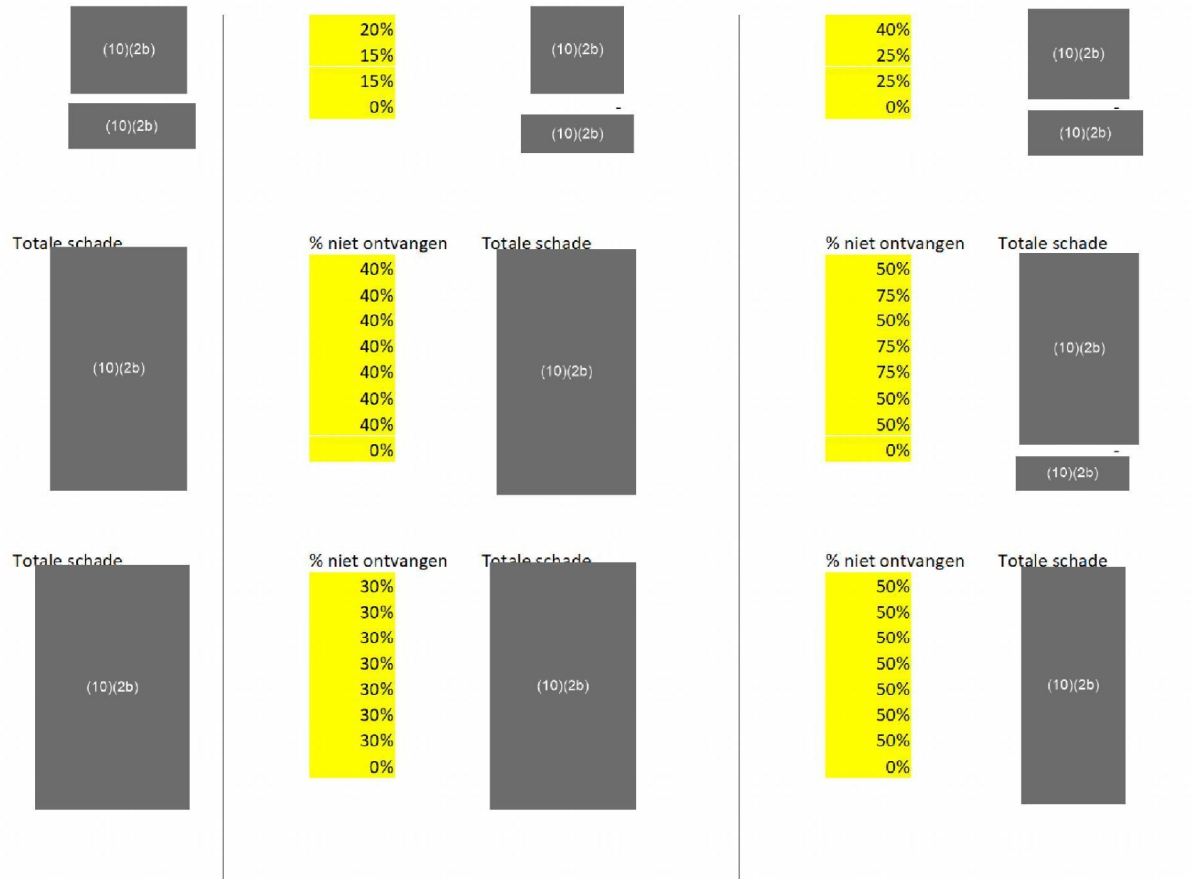 20% 40%
(10)(2b) 15% (10)(2b) 25% (10)(2b)
15% 25%
0% - 0% -
(10)(2b) (10)(2b) (10)(2b)
Totale schade % niet ontvangen Totale schade % niet ontvangen Totale schade
40% 50%
40% 75%
40% 50%
40% 75%
(10)(2b) 40% (10)(2b) 75% (10)(2b)
40% 50%
40% 50%
0% 0% -
(10)(2b)
Totale schade % niet ontvangen Totale schade % niet ontvangen Totale schade
30% 50%
30% 50%
30% 50%
30% 50%
(10)(2b) 30% (10)(2b) 50% (10)(2b)
30% 50%
30% 50%
0% 0%